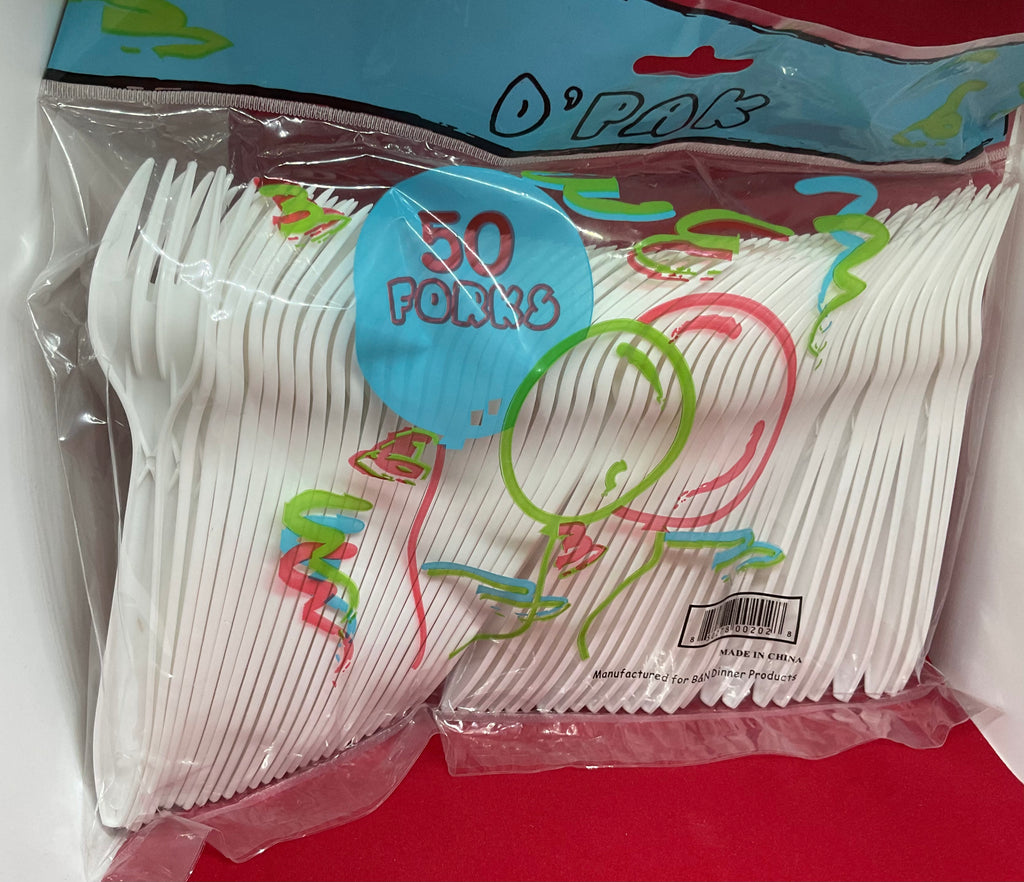 O'PAK
50
FORKS
MADE IN CHINA
Manufactured for B&N Dinner Products